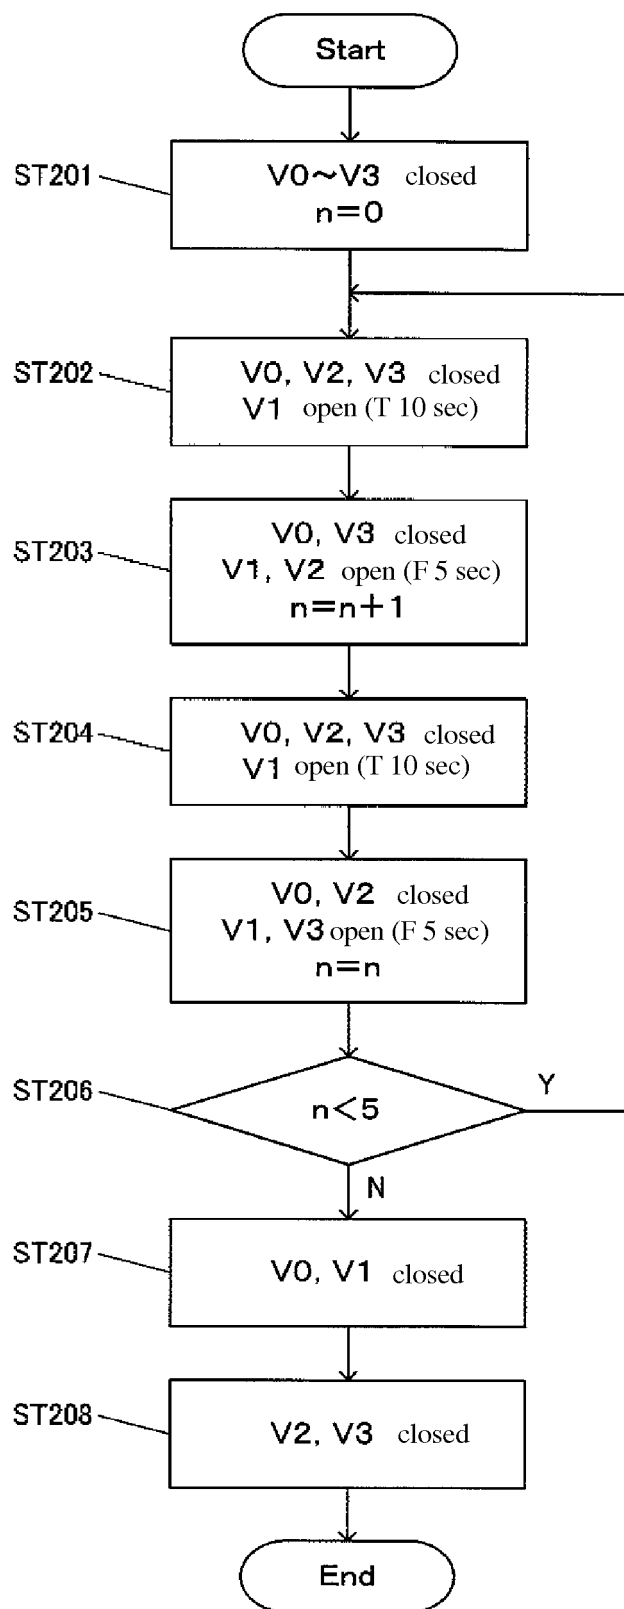 Start
ST201
V0~V3 closed
n=0
ST202
V0, V2, V3 closed
V1 open (T 10 sec)
ST203
V0, V3 closed
V1, V2 open (F 5 sec)
n=n+1
ST204
V0, V2, V3 closed
V1 open (T 10 sec)
ST205
V0, V2 closed
V1, V3 open (F 5 sec)
n=n
ST206
n<5
Y
N
ST207
V0, V1 closed
ST208
V2, V3 closed
End